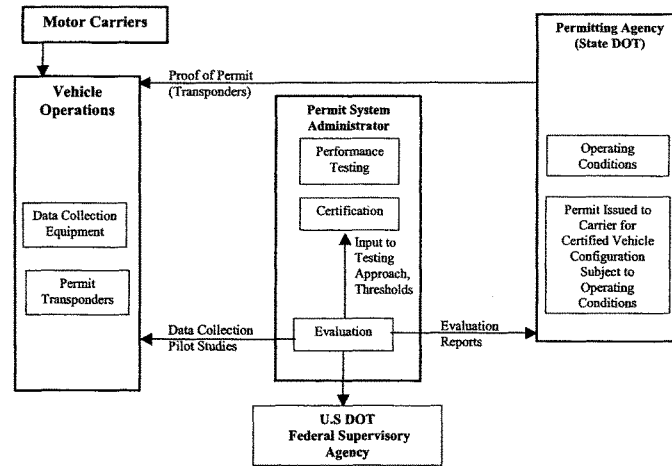 Motor Carriers
Permitting Agency
(State DOT)
Vehicle
Operations
Proof of Permit
(Transponders)
Permit System
Administrator
Performance
Testing
Operating
Conditions
Certification
Data Collection
Equipment
Permit Issued to
Carrier for
Certified Vehicle
Configuration
Subject to
Operating
Conditions
Input to
Testing
Approach,
Thresholds
Permit
Transponders
Data Collection
Pilot Studies
Evaluation
Evaluation
Reports
U.S DOT
Federal Supervisory
Agency